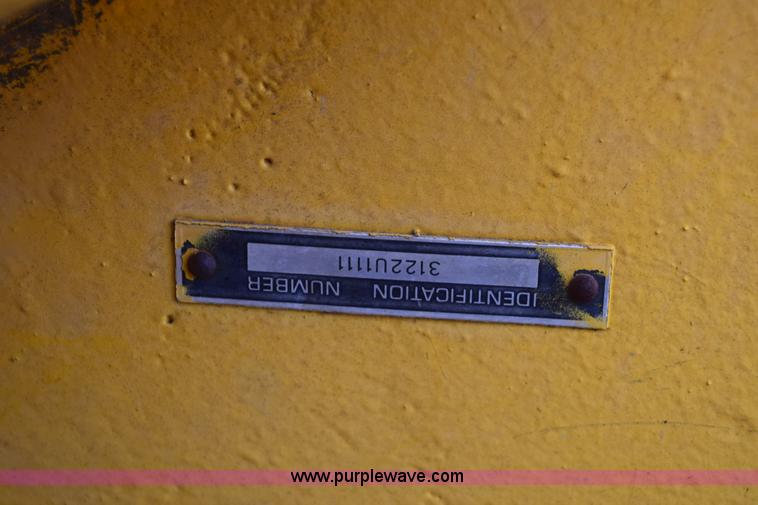 IDENTIFICATION NUMBER
3122U1111
www.purplewave.com